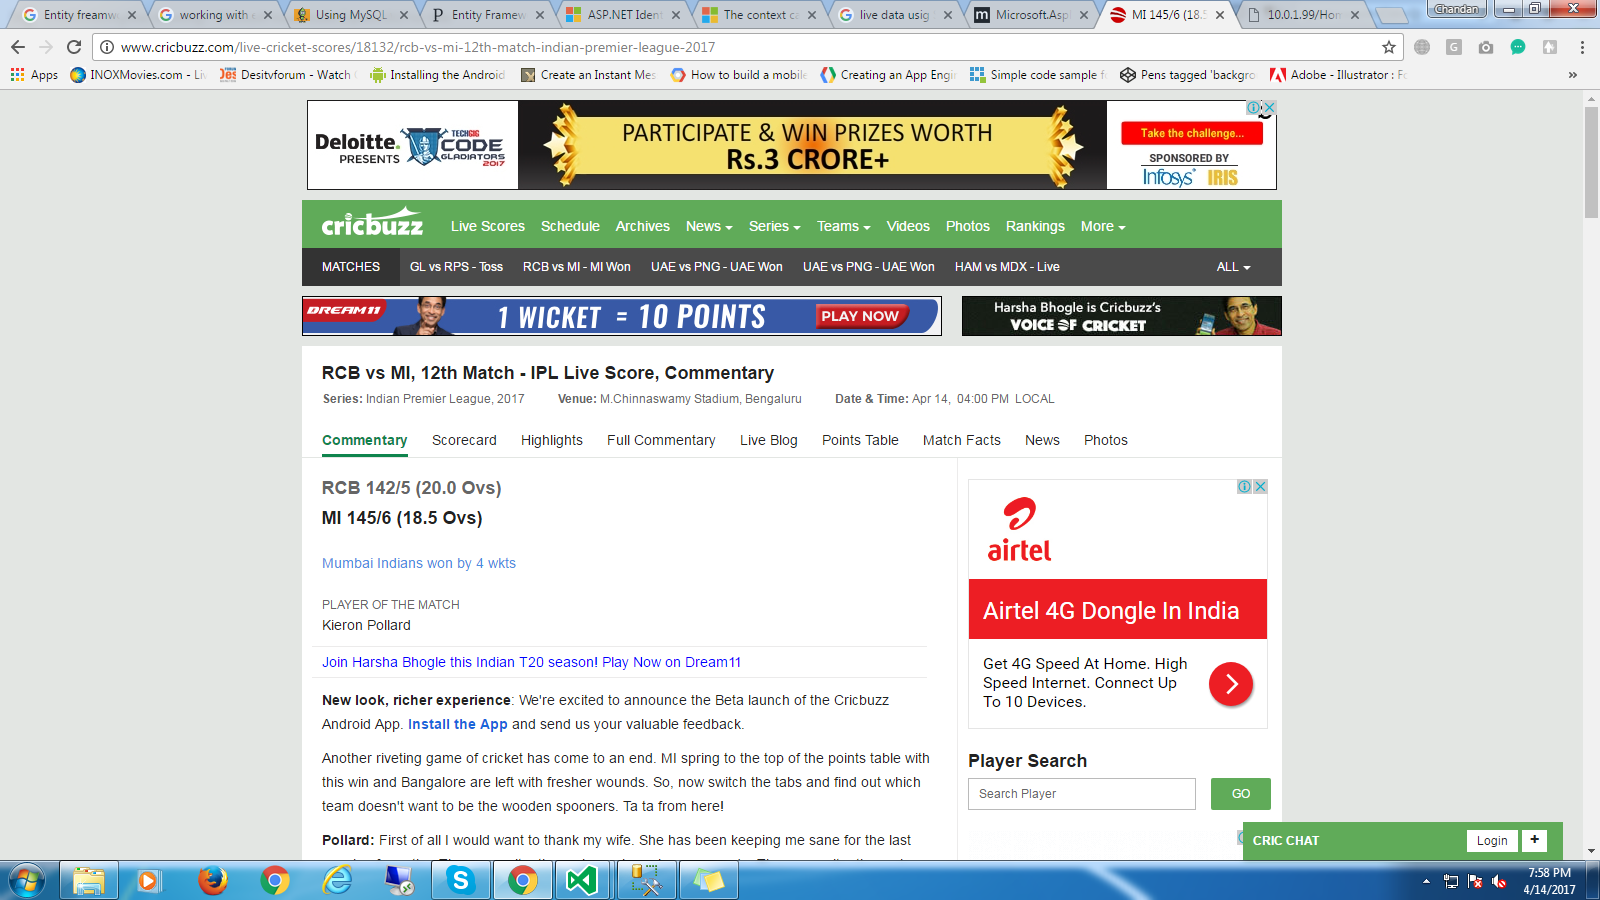 Entity freamw
working with e
Using MySQL
Entity Framew
ASP.NET Ident
The context ca
live data usig
Microsoft.Asp
MI 145/6 (18.5
10.0.1.99/Hom
Chandan
www.cricbuzz.com/live-cricket-scores/18132/rcb-vs-mi-12th-match-indian-premier-league-2017
Apps
INOXMovies.com - Liv
Desitvforum - Watch
Installing the Android
Create an Instant Mes
How to build a mobile
Creating an App Engi
Simple code sample f
Pens tagged 'backgro
Adobe - Illustrator : Fo
»
Deloitte.
PRESENTS
TECHGIG
CODE
GLADIATORS
2017
PARTICIPATE & WIN PRIZES WORTH
Rs.3 CRORE+
Take the challenge...
SPONSORED BY
Infosys IRIS
cricbuzz
Live Scores
Schedule
Archives
News
Series
Teams
Videos
Photos
Rankings
More
MATCHES
GL vs RPS - Toss
RCB vs MI - MI Won
UAE vs PNG - UAE Won
UAE vs PNG - UAE Won
HAM vs MDX - Live
ALL
DREAM11
1 WICKET = 10 POINTS
PLAY NOW
Harsha Bhogle is Cricbuzz's
VOICE OF CRICKET
RCB vs MI, 12th Match - IPL Live Score, Commentary
Series: Indian Premier League, 2017
Venue: M.Chinnaswamy Stadium, Bengaluru
Date & Time: Apr 14, 04:00 PM LOCAL
Commentary
Scorecard
Highlights
Full Commentary
Live Blog
Points Table
Match Facts
News
Photos
RCB 142/5 (20.0 Ovs)
MI 145/6 (18.5 Ovs)
Mumbai Indians won by 4 wkts
PLAYER OF THE MATCH
Kieron Pollard
Join Harsha Bhogle this Indian T20 season! Play Now on Dream11
New look, richer experience: We're excited to announce the Beta launch of the Cricbuzz
Android App. Install the App and send us your valuable feedback.
Another riveting game of cricket has come to an end. MI spring to the top of the points table with
this win and Bangalore are left with fresher wounds. So, now switch the tabs and find out which
team doesn't want to be the wooden spooners. Ta ta from here!
Pollard: First of all I would want to thank my wife. She has been keeping me sane for the last
airtel
Airtel 4G Dongle In India
Get 4G Speed At Home. High
Speed Internet. Connect Up
To 10 Devices.
Player Search
Search Player
GO
CRIC CHAT
Login
+
7:58 PM
4/14/2017